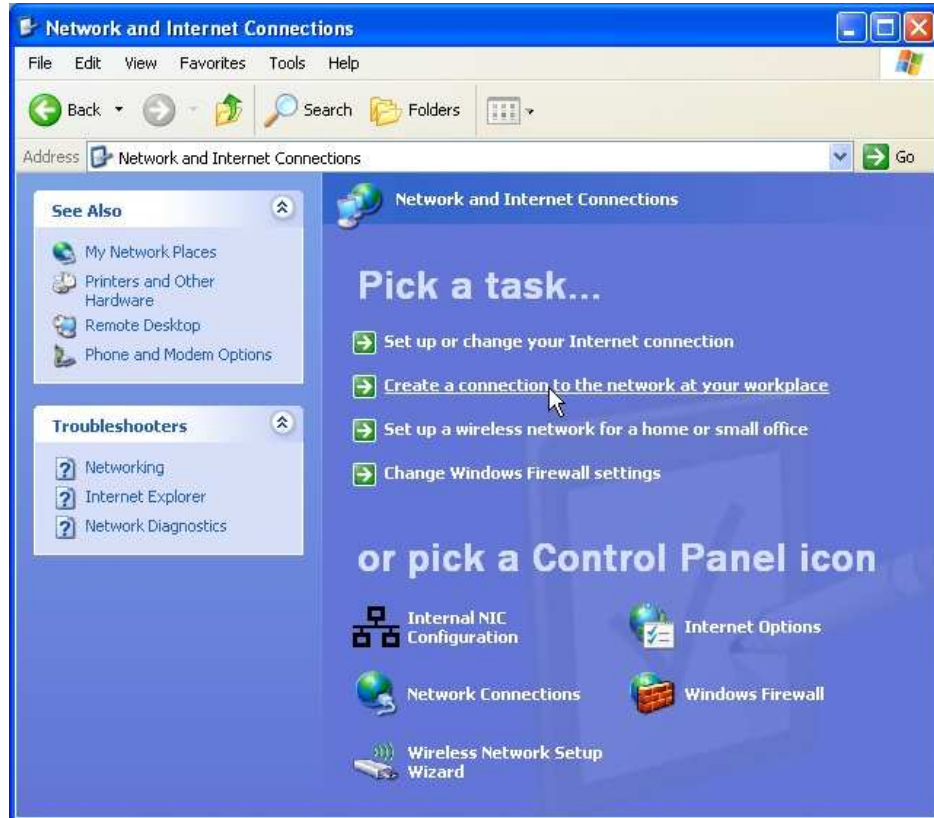 Network and Internet Connections
File Edit View Favorites Tools Help
Back Search Folders
Address Network and Internet Connections Go
See Also
My Network Places
Printers and Other
Hardware
Remote Desktop
Phone and Modem Options
Troubleshooters
Networking
Internet Explorer
Network Diagnostics
Network and Internet Connections
Pick a task...
Set up or change your Internet connection
Create a connection to the network at your workplace
Set up a wireless network for a home or small office
Change Windows Firewall settings
or pick a Control Panel icon
Internal NIC
Configuration
Internet Options
Network Connections
Windows Firewall
Wireless Network Setup
Wizard